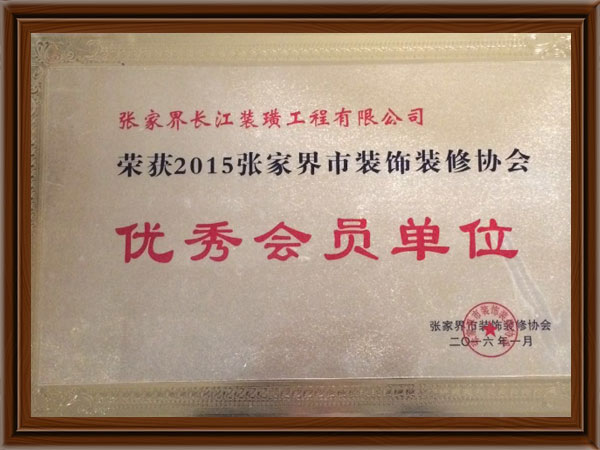 张家界长江装璜工程有限公司
荣获2015张家界市装饰装修协会
优秀会员单位
张家界市装饰装修协会
二〇一六年一月